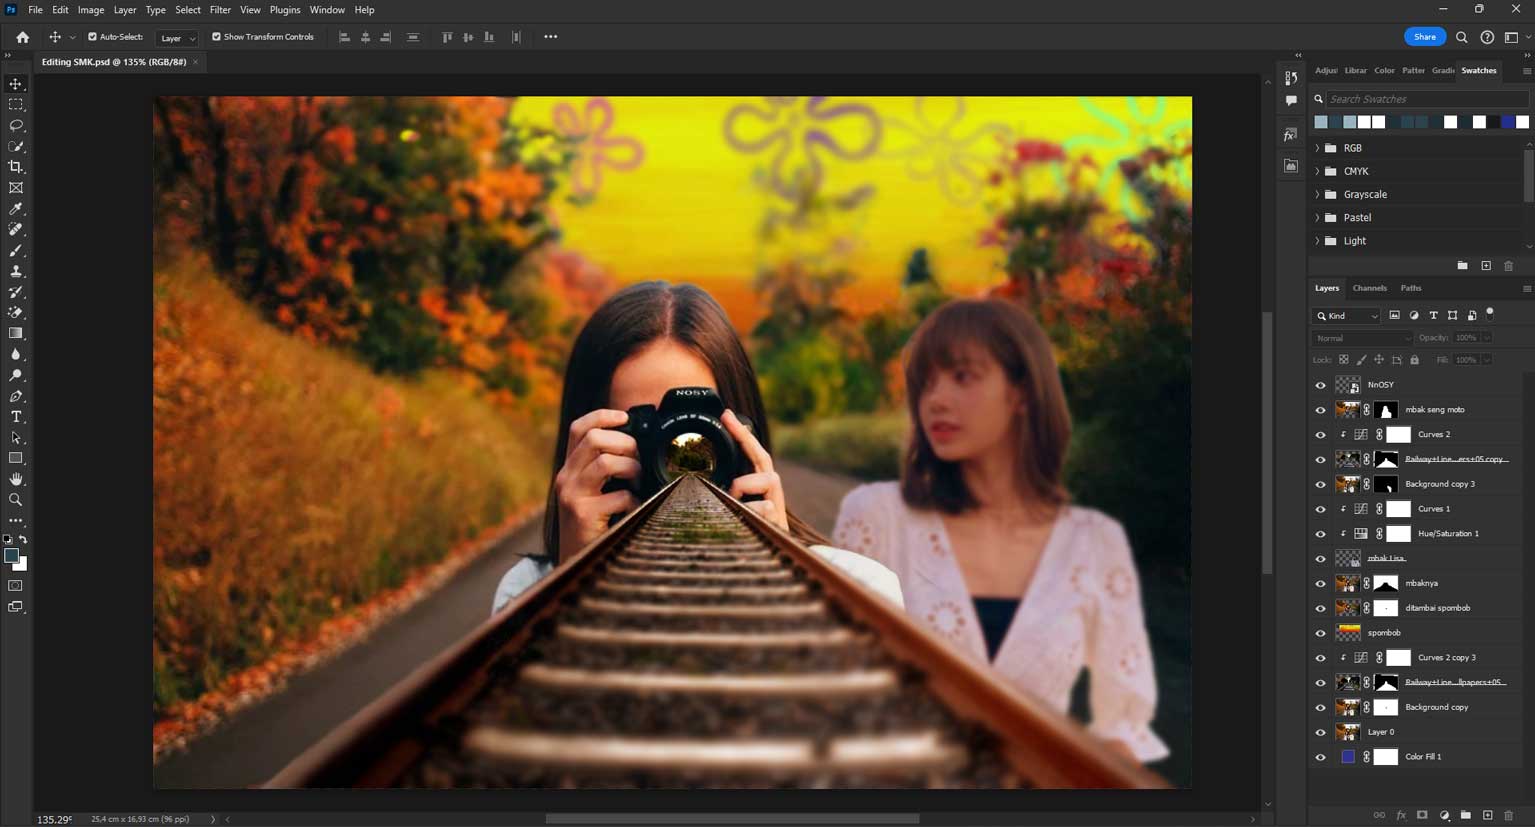 Ps File Edit Image Layer Type Select Filter View Plugins Window Help
Auto-Select: Layer Show Transform Controls Share
Editing SMK.psd @ 135% (RGB/8#) ×
Adjus Librar Color Patter Gradi Swatches
Search Swatches
RGB
CMYK
Grayscale
Pastel
Light
Layers Channels Paths
Kind
Normal Opacity: 100%
Lock: Fill: 100%
NnOSY
mbak seng moto
Curves 2
Railway+Line...ers+05 copy
Background copy 3
Curves 1
Hue/Saturation 1
mbak Lisa
mbaknya
ditambai spombob
spombob
Curves 2 copy 3
Railway+Line...llpapers+05
Background copy
Layer 0
Color Fill 1
NOSY
135.29%
25,4 cm x 16,93 cm (96 ppi)